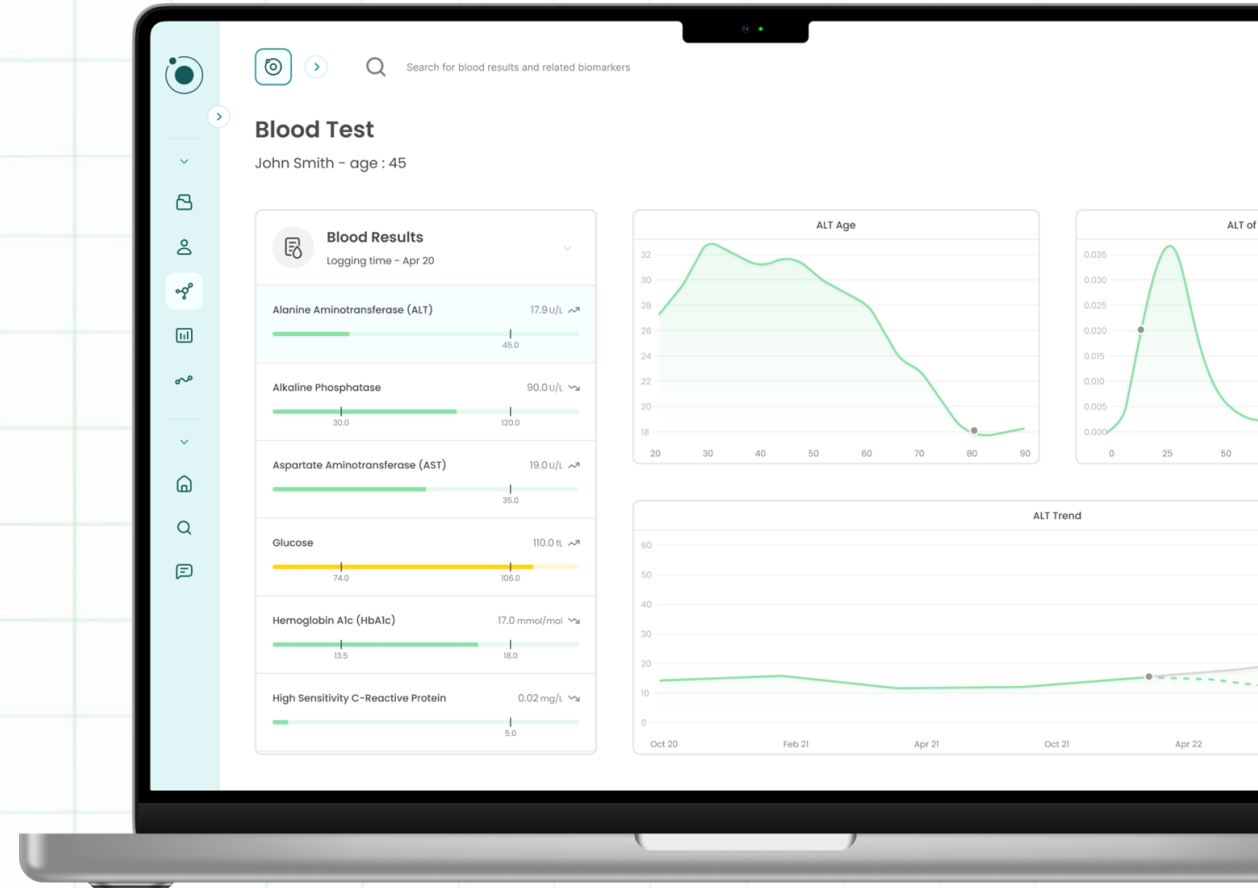 Search for blood results and related biomarkers
Blood Test
John Smith - age : 45
Blood Results
Logging time - Apr 20
Alanine Aminotransferase (ALT) 17.9 U/L
45.0
Alkaline Phosphatase 90.0 U/L
30.0 120.0
Aspartate Aminotransferase (AST) 19.0 U/L
35.0
Glucose 110.0 fL
74.0 106.0
Hemoglobin A1c (HbA1c) 17.0 mmol/mol
13.5 18.0
High Sensitivity C-Reactive Protein 0.02 mg/L
5.0
ALT Age
32
30
28
26
24
22
20
18
20 30 40 50 60 70 80 90
ALT of
0.035
0.030
0.025
0.020
0.015
0.010
0.005
0.000
0 25 50
ALT Trend
60
50
40
30
20
10
0
Oct 20 Feb 21 Apr 21 Oct 21 Apr 22